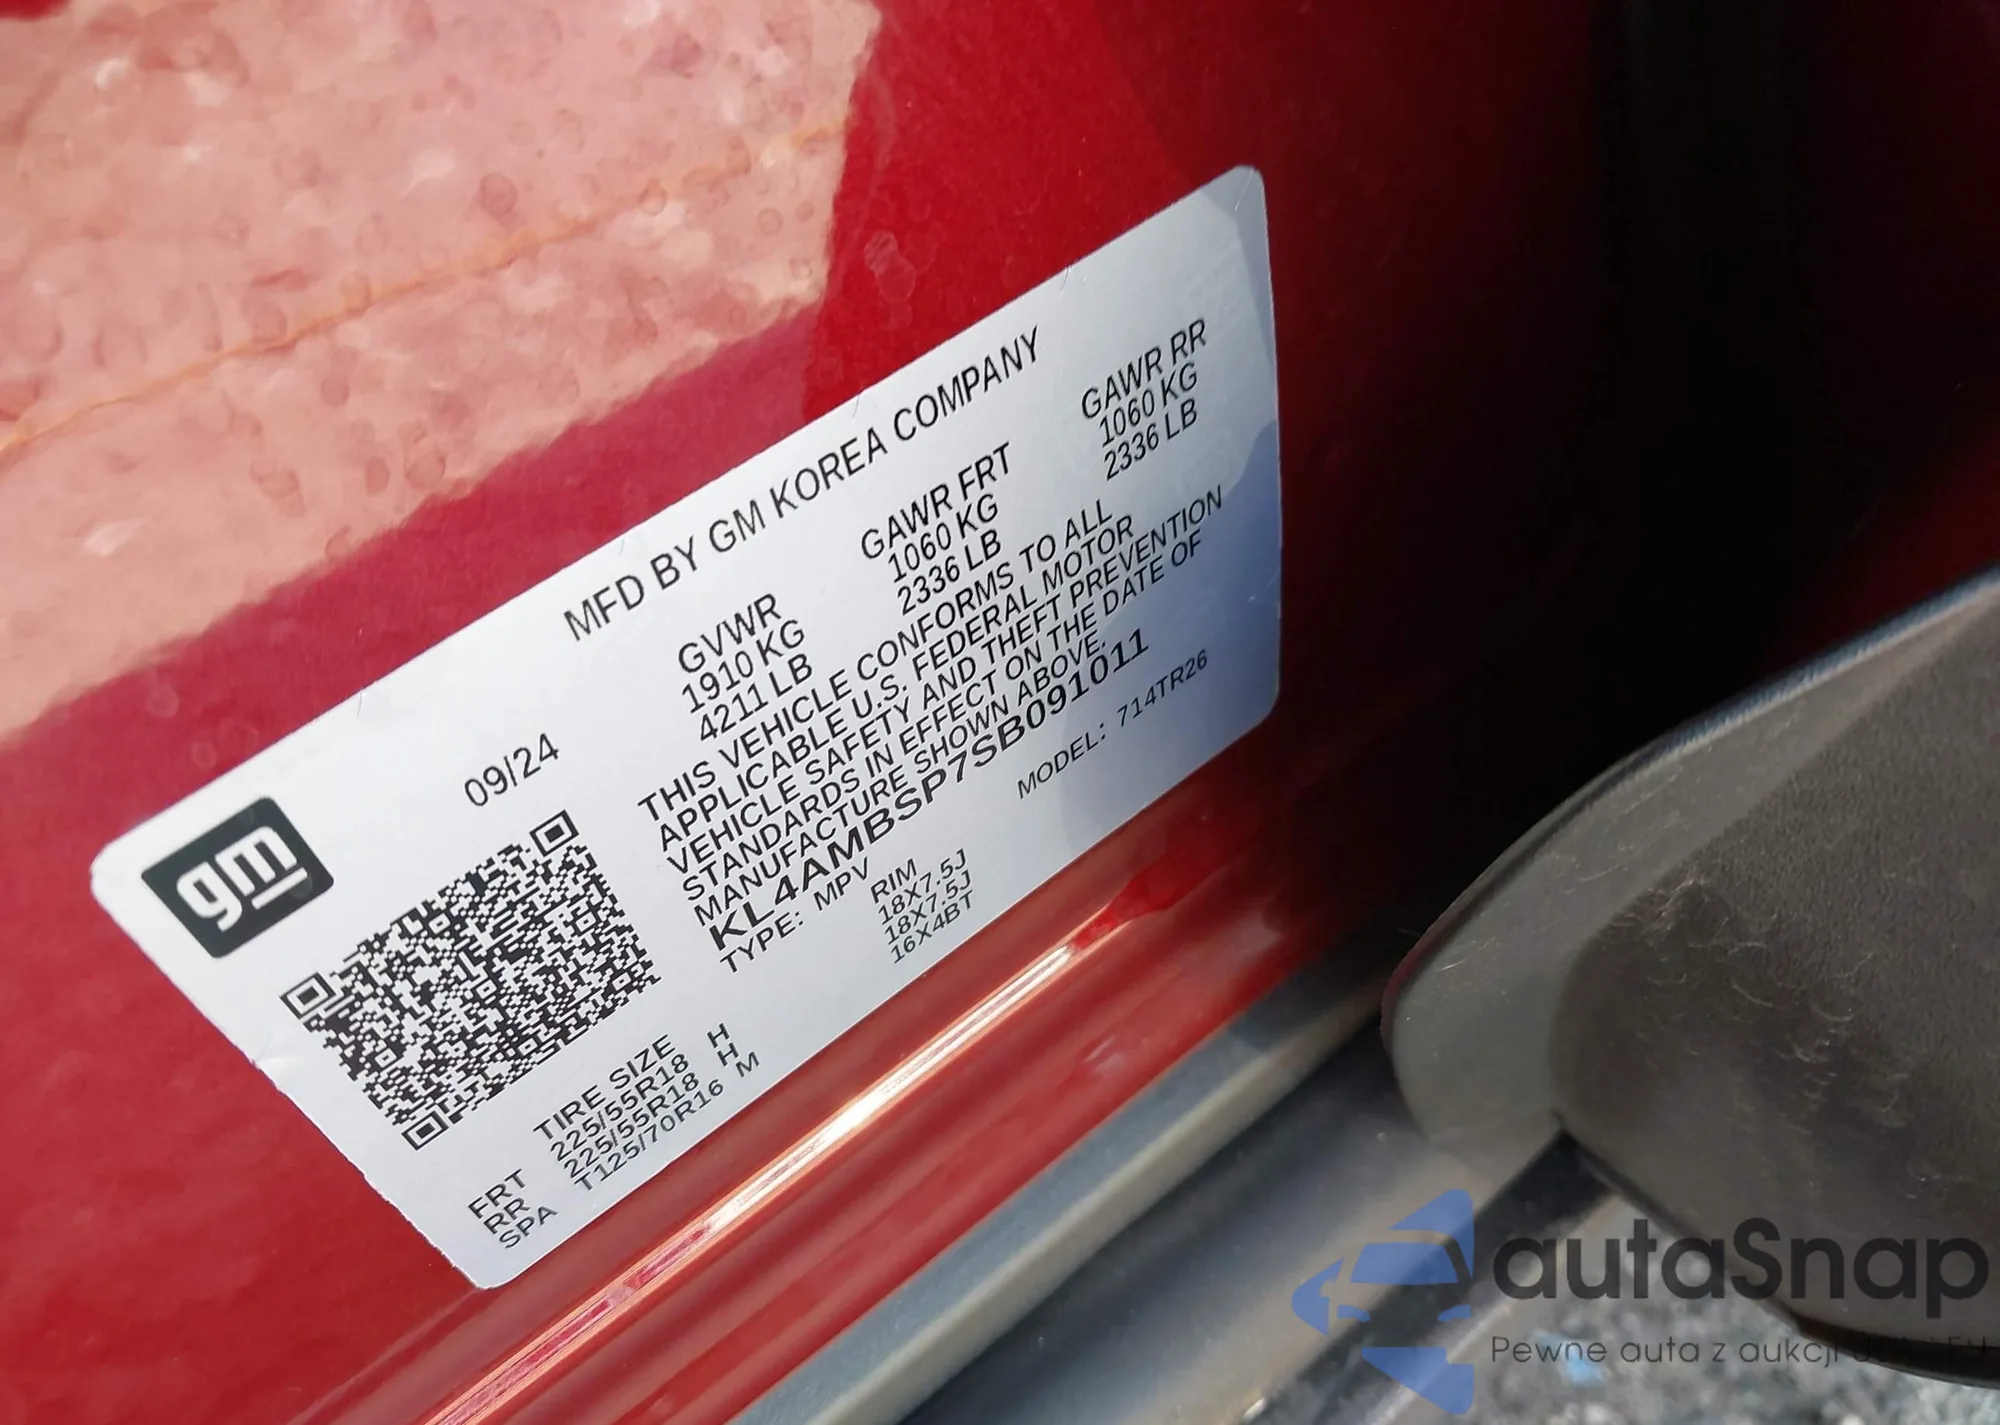 MFD BY GM KOREA COMPANY
gm
09/24
GVWR GAWR FRT GAWR RR
1910 KG 1060 KG 1060 KG
4211 LB 2336 LB 2336 LB
THIS VEHICLE CONFORMS TO ALL
APPLICABLE U.S. FEDERAL MOTOR
VEHICLE SAFETY AND THEFT PREVENTION
STANDARDS IN EFFECT ON THE DATE OF
MANUFACTURE SHOWN ABOVE.
KL4AMBSP7SB091011
TYPE: MPV MODEL: 714TR26
TIRE SIZE RIM
FRT 225/55R18 H 18X7.5J
RR 225/55R18 H 18X7.5J
SPA T125/70R16 M 16X4BT
autaSnap
Pewne auta z aukcji